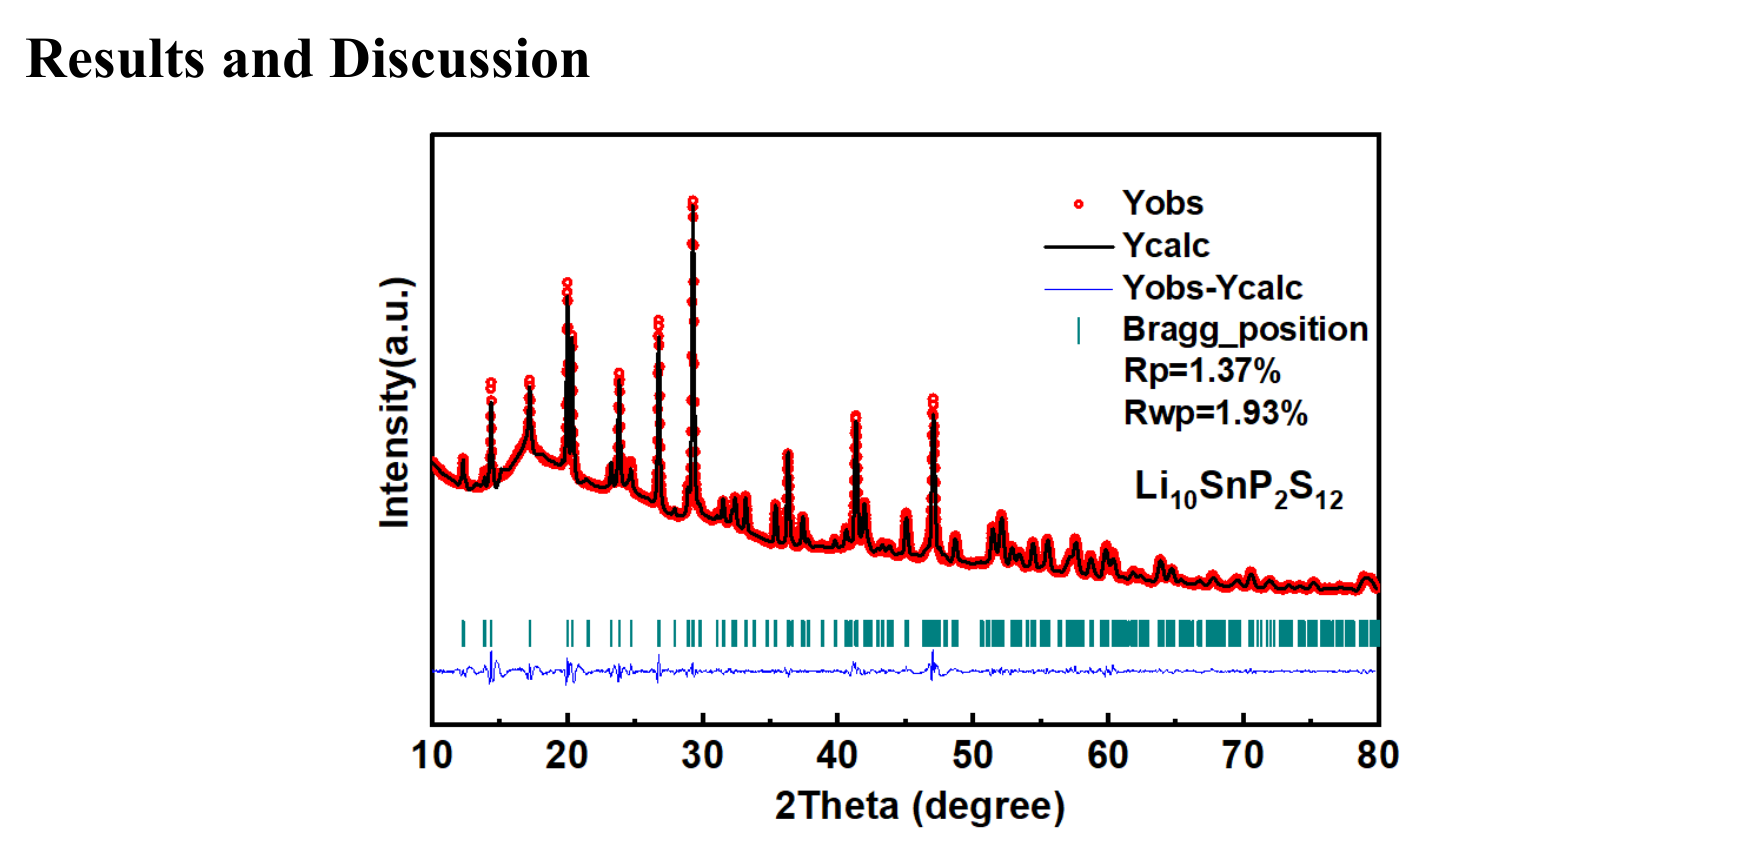 Results and Discussion
Yobs
Ycalc
Yobs-Ycalc
Bragg_position
Rp=1.37%
Rwp=1.93%
Li₁₀SnP₂S₁₂
Intensity(a.u.)
10 20 30 40 50 60 70 80
2Theta (degree)